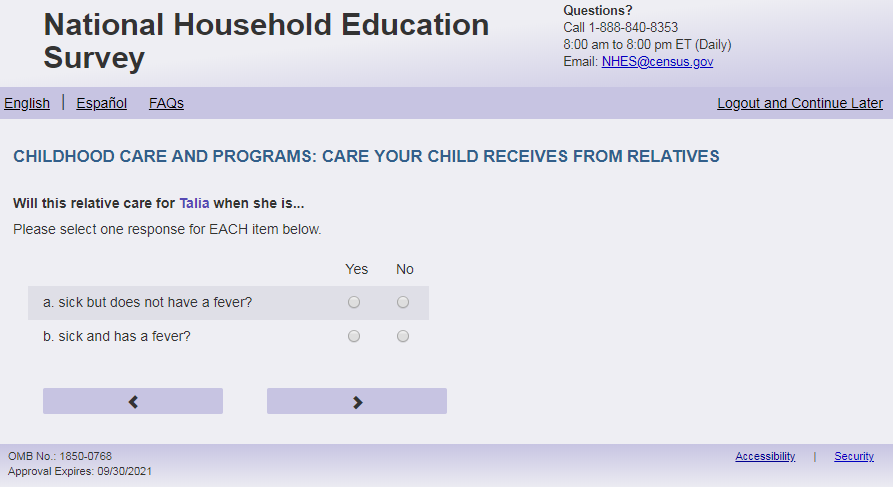 National Household Education
Survey
Questions?
Call 1-888-840-8353
8:00 am to 8:00 pm ET (Daily)
Email: NHES@census.gov
English | Español FAQs
Logout and Continue Later
CHILDHOOD CARE AND PROGRAMS: CARE YOUR CHILD RECEIVES FROM RELATIVES
Will this relative care for Talia when she is...
Please select one response for EACH item below.
Yes No
a. sick but does not have a fever?
b. sick and has a fever?
OMB No.: 1850-0768
Approval Expires: 09/30/2021
Accessibility | Security